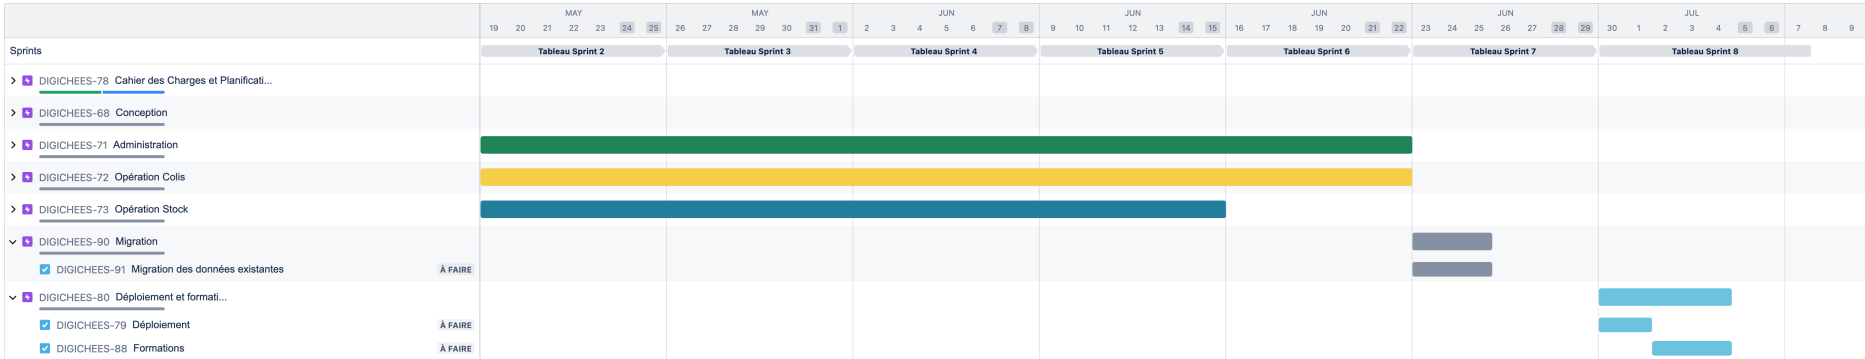 MAY MAY JUN JUN JUN JUN JUL
19 20 21 22 23 24 25 26 27 28 29 30 31 1 2 3 4 5 6 7 8 9 10 11 12 13 14 15 16 17 18 19 20 21 22 23 24 25 26 27 28 29 30 1 2 3 4 5 6 7 8 9
Sprints Tableau Sprint 2 Tableau Sprint 3 Tableau Sprint 4 Tableau Sprint 5 Tableau Sprint 6 Tableau Sprint 7 Tableau Sprint 8
DIGICHEES-78 Cahier des Charges et Planificati...
DIGICHEES-68 Conception
DIGICHEES-71 Administration
DIGICHEES-72 Opération Colis
DIGICHEES-73 Opération Stock
DIGICHEES-90 Migration
DIGICHEES-91 Migration des données existantes À FAIRE
DIGICHEES-80 Déploiement et formati...
DIGICHEES-79 Déploiement À FAIRE
DIGICHEES-88 Formations À FAIRE